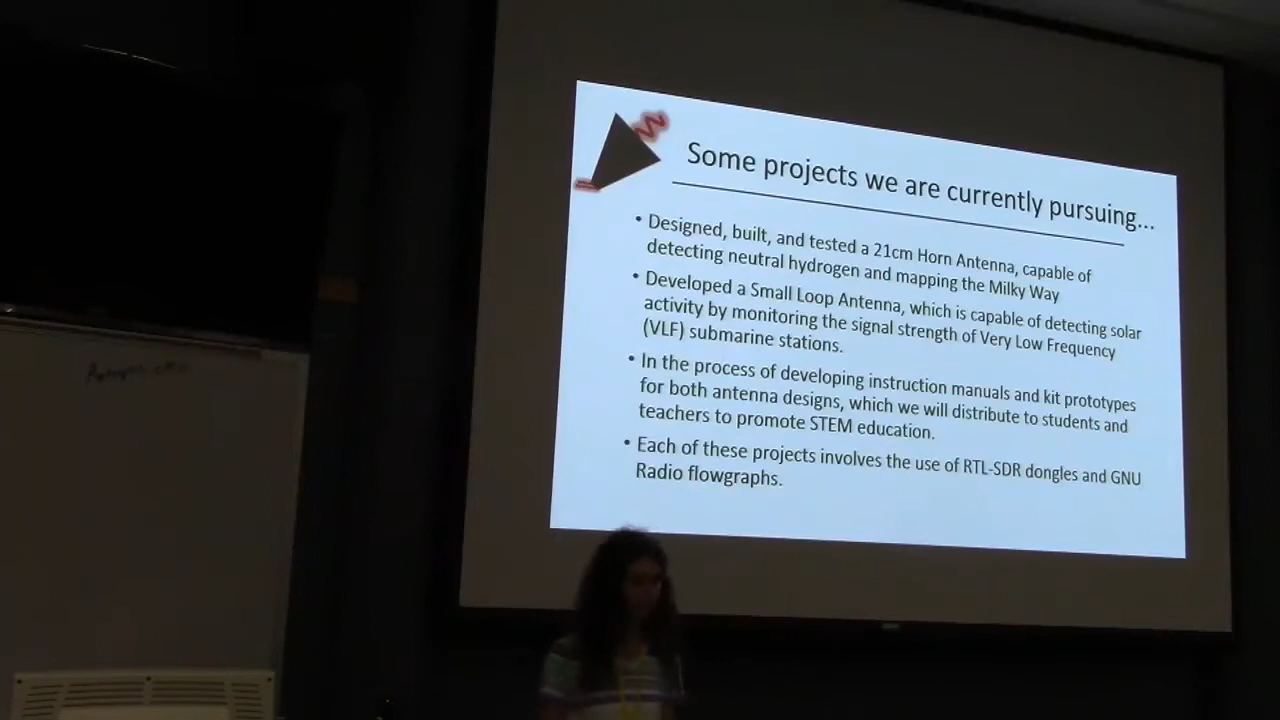 Some projects we are currently pursuing...
• Designed, built, and tested a 21cm Horn Antenna, capable of
detecting neutral hydrogen and mapping the Milky Way
• Developed a Small Loop Antenna, which is capable of detecting solar
activity by monitoring the signal strength of Very Low Frequency
(VLF) submarine stations.
• In the process of developing instruction manuals and kit prototypes
for both antenna designs, which we will distribute to students and
teachers to promote STEM education.
• Each of these projects involves the use of RTL-SDR dongles and GNU
Radio flowgraphs.